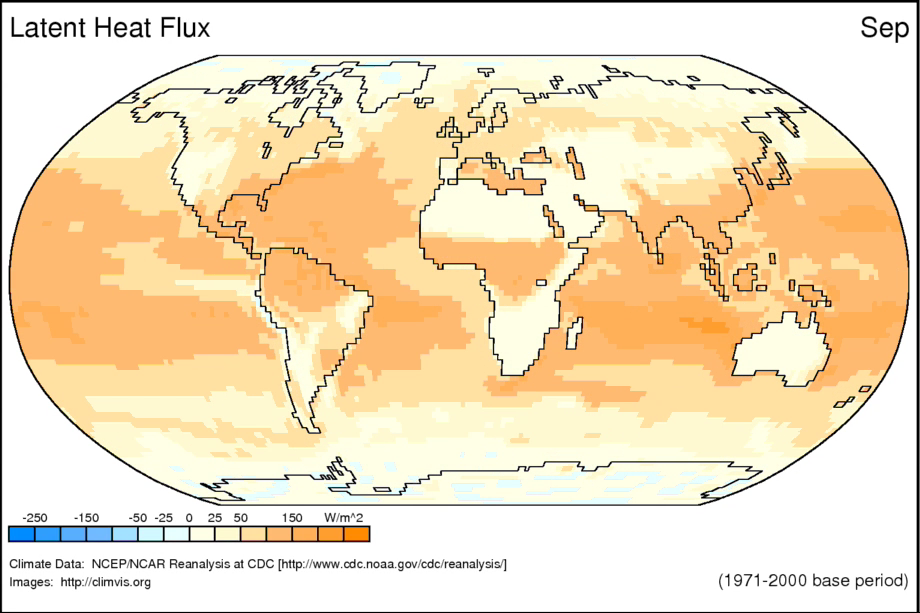 Latent Heat Flux Sep
-250 -150 -50 -25 0 25 50 150 W/m^2
Climate Data: NCEP/NCAR Reanalysis at CDC [http://www.cdc.noaa.gov/cdc/reanalysis/]
Images: http://climvis.org (1971-2000 base period)